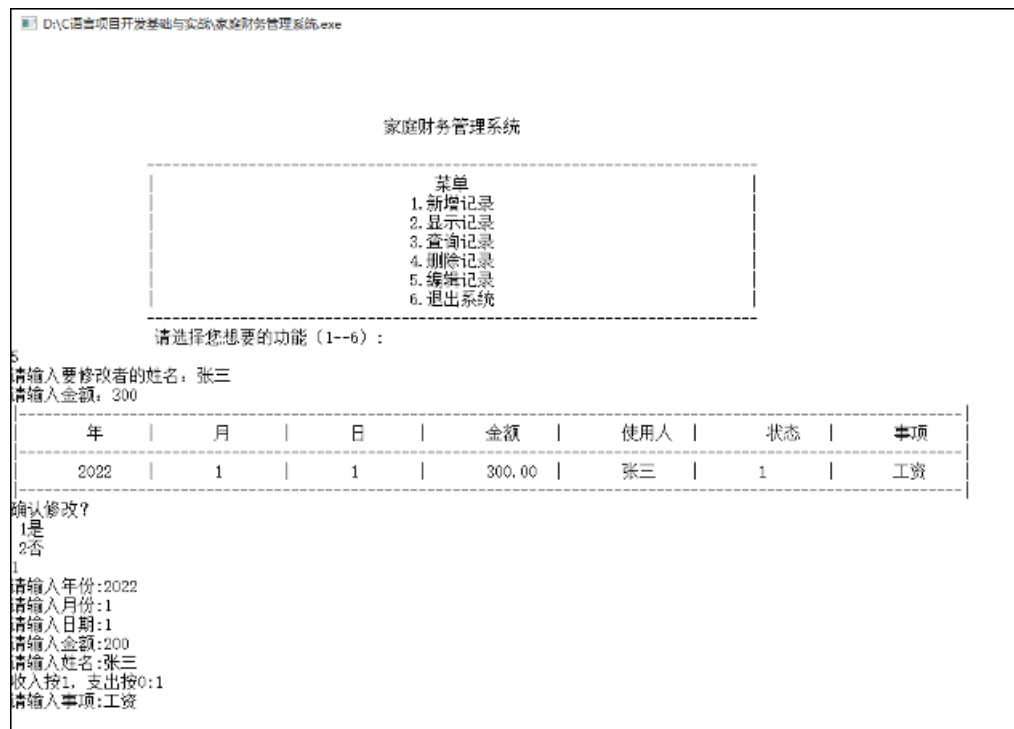 D:\C语言项目开发基础与实战\家庭财务管理系统.exe
家庭财务管理系统
菜单
1.新增记录
2.显示记录
3.查询记录
4.删除记录
5.编辑记录
6.退出系统
请选择您想要的功能（1--6）:
5
请输入要修改者的姓名：张三
请输入金额：300
年 | 月 | 日 | 金额 | 使用人 | 状态 | 事项
2022 | 1 | 1 | 300.00 | 张三 | 1 | 工资
确认修改?
1是
2否
1
请输入年份:2022
请输入月份:1
请输入日期:1
请输入金额:200
请输入姓名:张三
收入按1，支出按0:1
请输入事项:工资